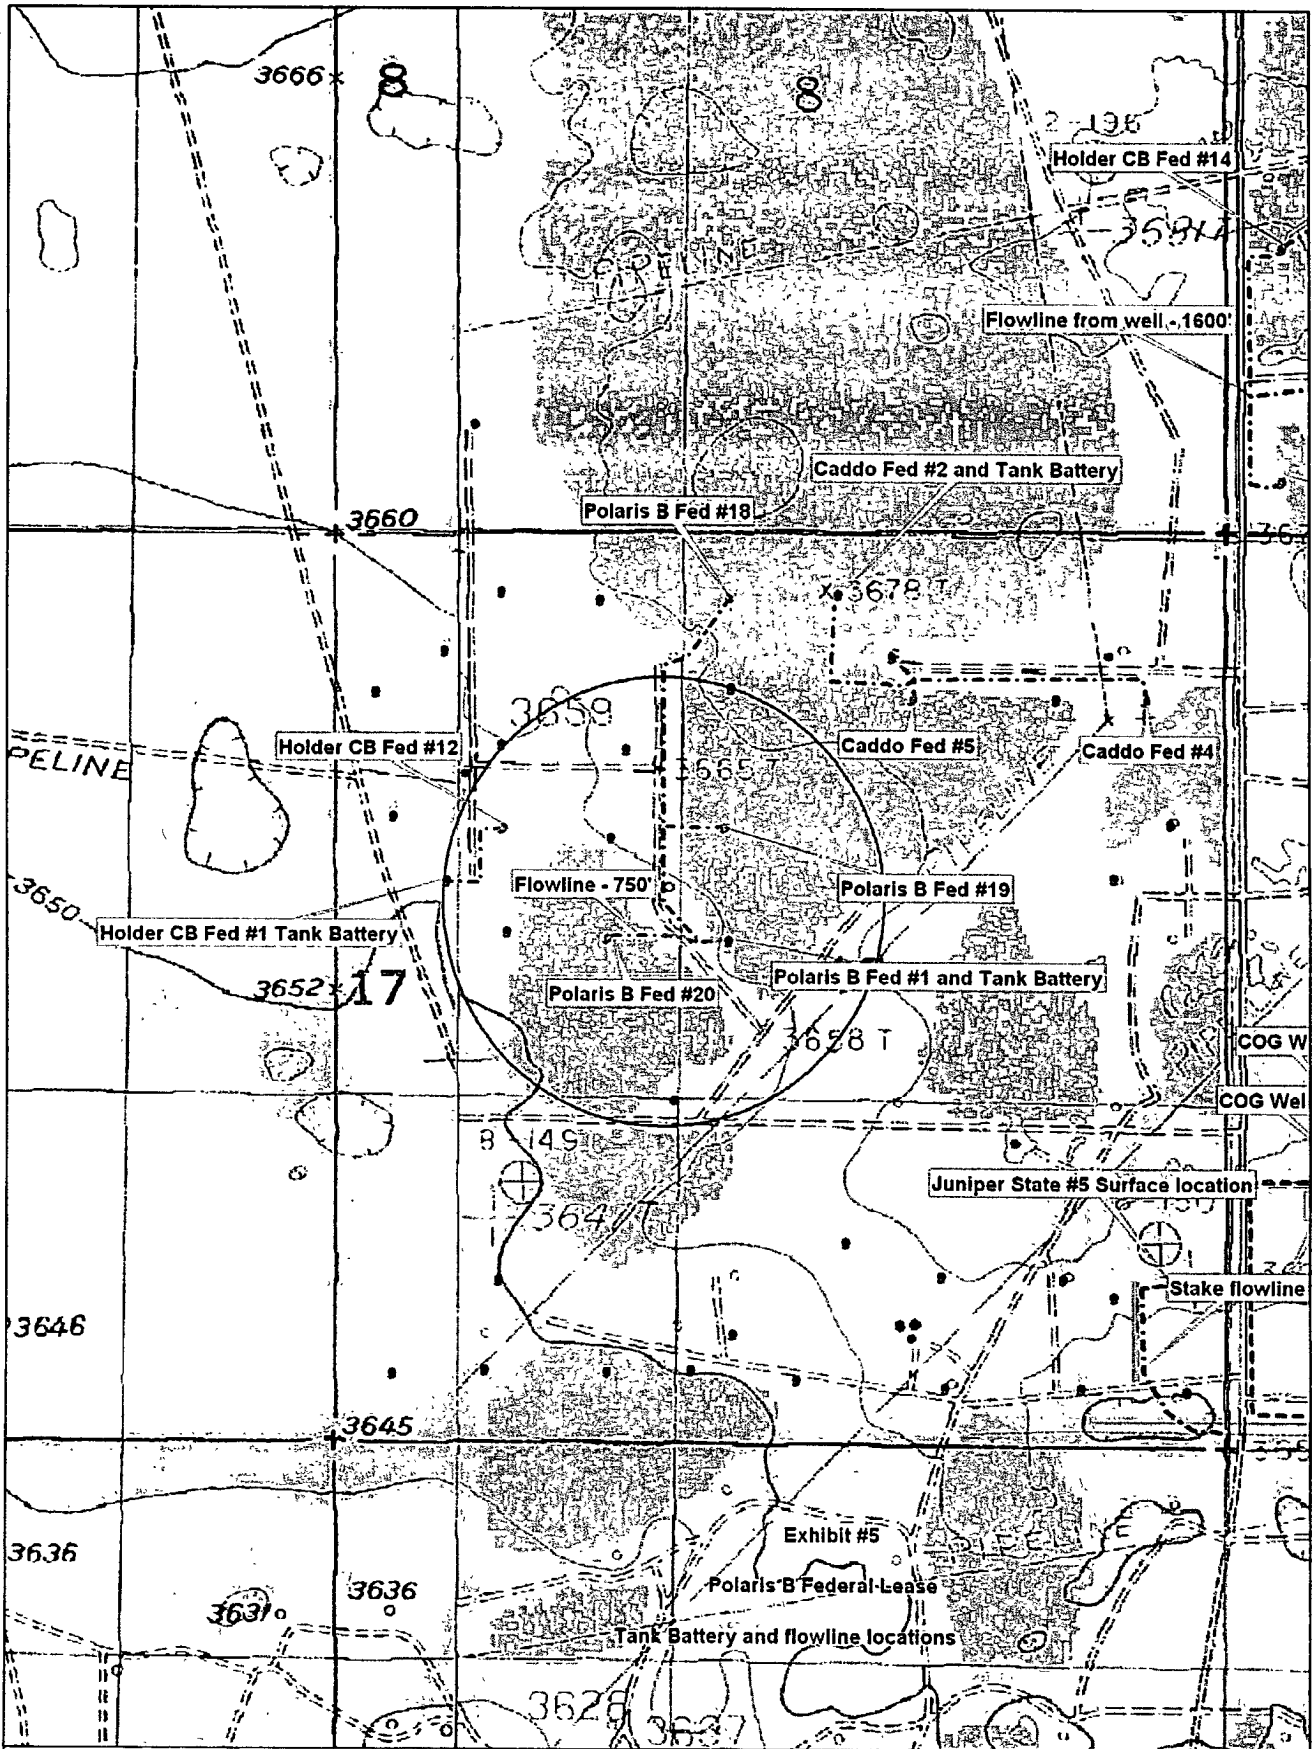 3666
8
8
2-196
Holder CB Fed #14
Flowline from well - 1600'
Caddo Fed #2 and Tank Battery
Polaris B Fed #18
3660
3678 T
3659
Holder CB Fed #12
Caddo Fed #5
Caddo Fed #4
PELINE
3665 T
Flowline - 750'
Polaris B Fed #19
3650
Holder CB Fed #1 Tank Battery
Polaris B Fed #1 and Tank Battery
3652
17
Polaris B Fed #20
3658 T
COG W
COG Wel
8-149
Juniper State #5 Surface location
364
Stake flowline
3646
3645
Exhibit #5
3636
Polaris B Federal Lease
3636
3631
Tank Battery and flowline locations
3628
3637